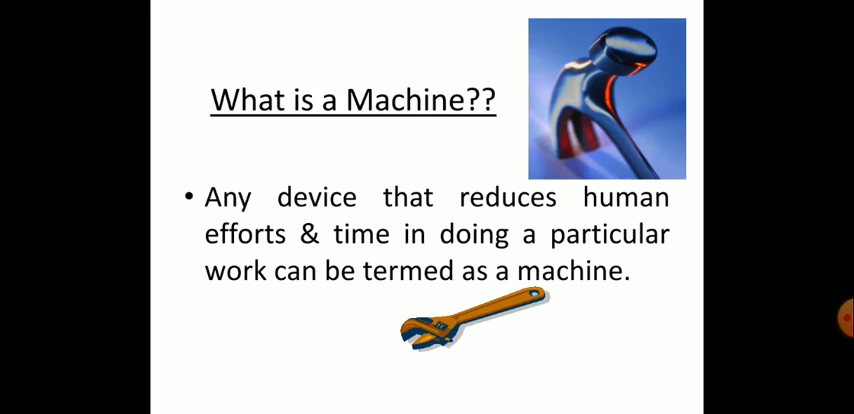 What is a Machine??
• Any device that reduces human
efforts & time in doing a particular
work can be termed as a machine.